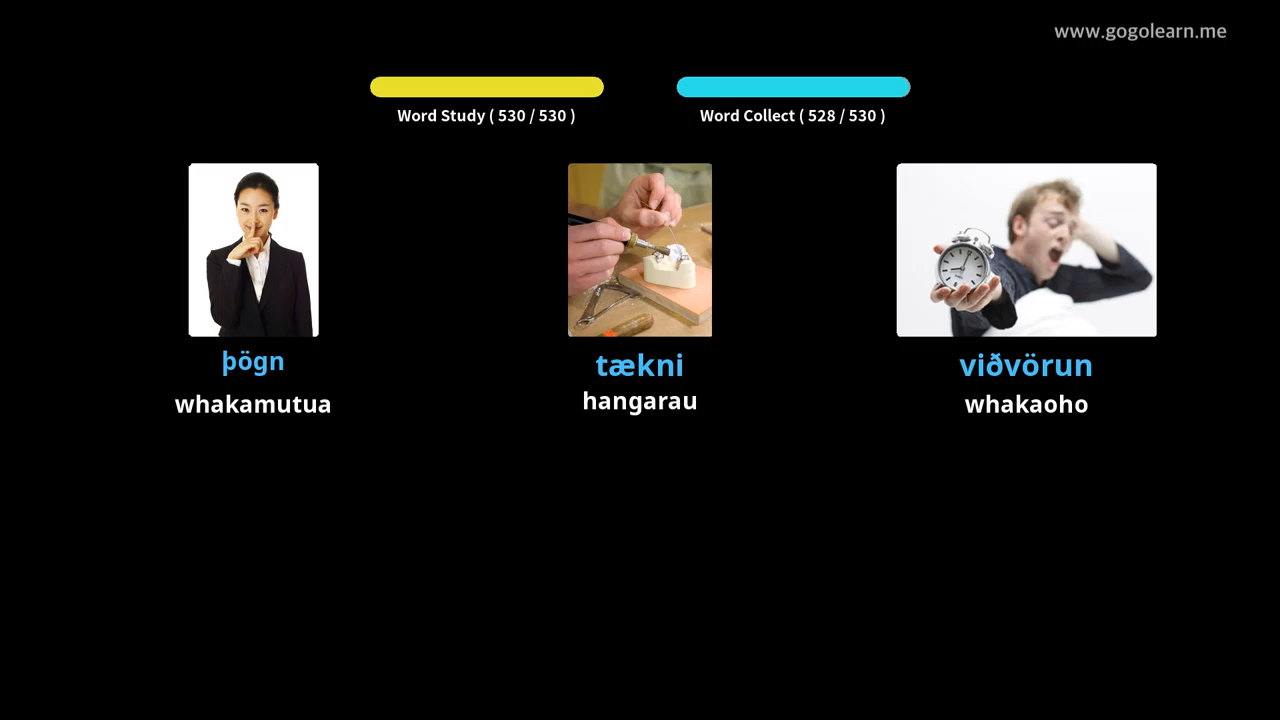 www.gogolearn.me
Word Study ( 530 / 530 )
Word Collect ( 528 / 530 )
þögn
tækni
viðvörun
whakamutua
hangarau
whakaoho